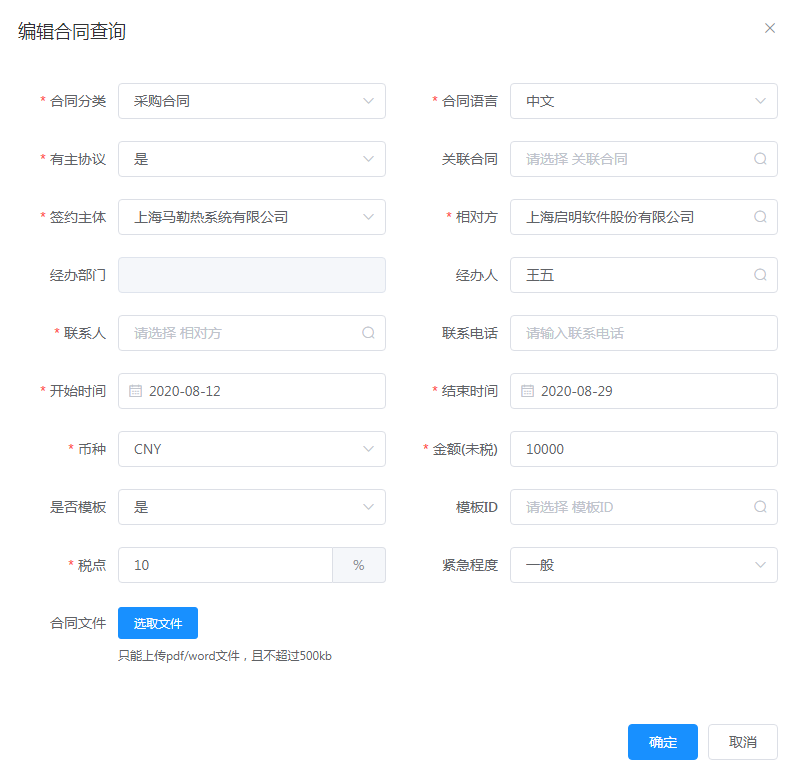 编辑合同查询
* 合同分类 采购合同 * 合同语言 中文
* 有主协议 是 关联合同 请选择 关联合同
* 签约主体 上海马勒热系统有限公司 * 相对方 上海启明软件股份有限公司
经办部门 经办人 王五
* 联系人 请选择 相对方 联系电话 请输入联系电话
* 开始时间 2020-08-12 * 结束时间 2020-08-29
* 币种 CNY * 金额(未税) 10000
是否模板 是 模板ID 请选择 模板ID
* 税点 10 % 紧急程度 一般
合同文件 选取文件
只能上传pdf/word文件，且不超过500kb
确定 取消